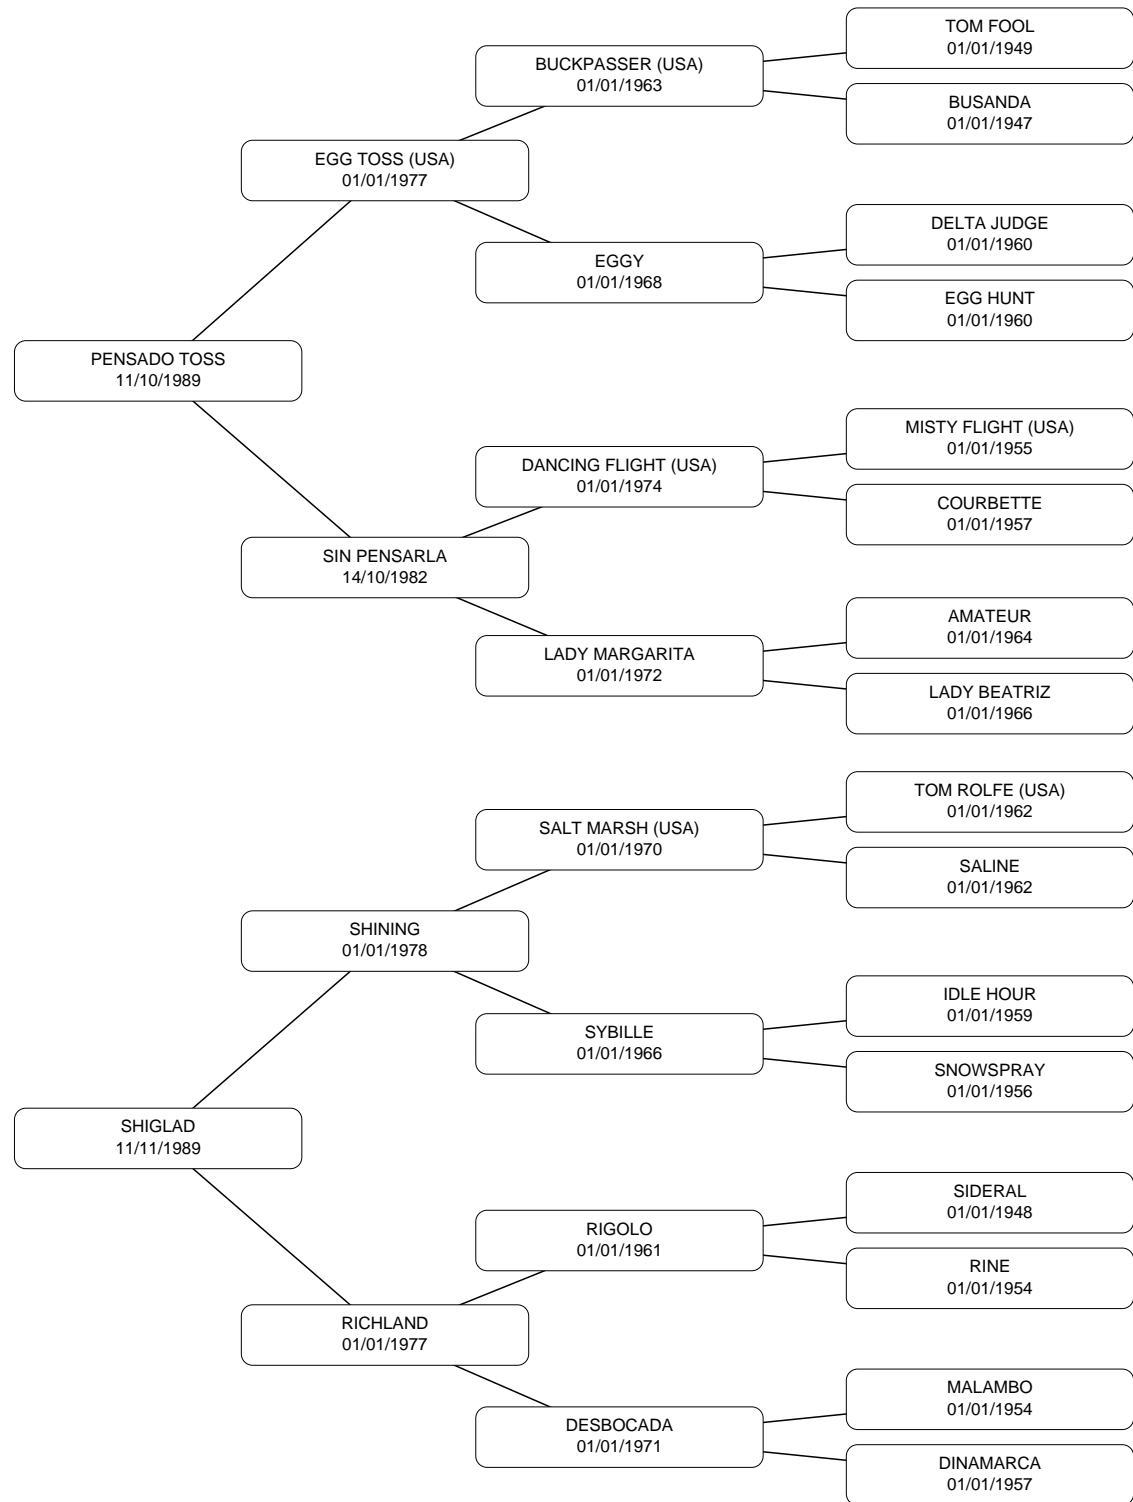 TOM FOOL
01/01/1949
BUCKPASSER (USA)
01/01/1963
BUSANDA
01/01/1947
EGG TOSS (USA)
01/01/1977
DELTA JUDGE
01/01/1960
EGGY
01/01/1968
EGG HUNT
01/01/1960
PENSADO TOSS
11/10/1989
MISTY FLIGHT (USA)
01/01/1955
DANCING FLIGHT (USA)
01/01/1974
COURBETTE
01/01/1957
SIN PENSARLA
14/10/1982
AMATEUR
01/01/1964
LADY MARGARITA
01/01/1972
LADY BEATRIZ
01/01/1966
TOM ROLFE (USA)
01/01/1962
SALT MARSH (USA)
01/01/1970
SALINE
01/01/1962
SHINING
01/01/1978
IDLE HOUR
01/01/1959
SYBILLE
01/01/1966
SNOWSPRAY
01/01/1956
SHIGLAD
11/11/1989
SIDERAL
01/01/1948
RIGOLO
01/01/1961
RINE
01/01/1954
RICHLAND
01/01/1977
MALAMBO
01/01/1954
DESBOCADA
01/01/1971
DINAMARCA
01/01/1957